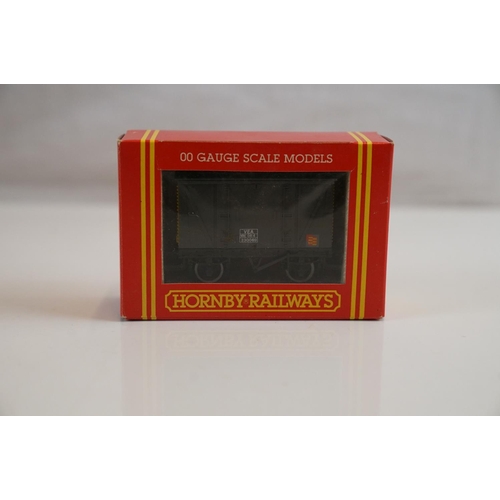 00 GAUGE SCALE MODELS
HORNBY RAILWAYS